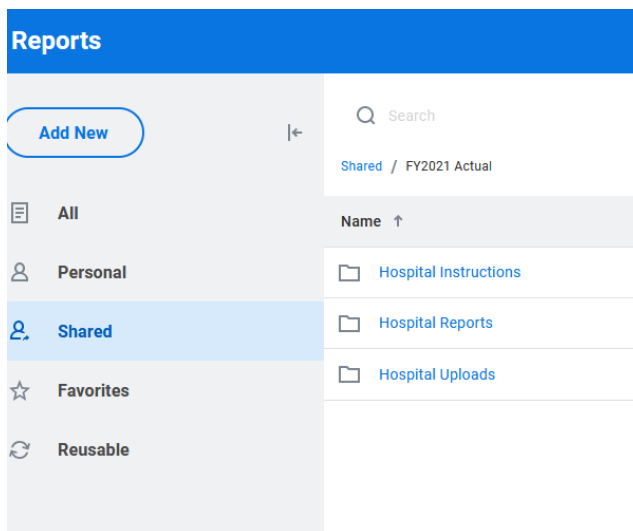 Reports
Add New
All
Personal
Shared
Favorites
Reusable
Search
Shared / FY2021 Actual
Name ↑
Hospital Instructions
Hospital Reports
Hospital Uploads